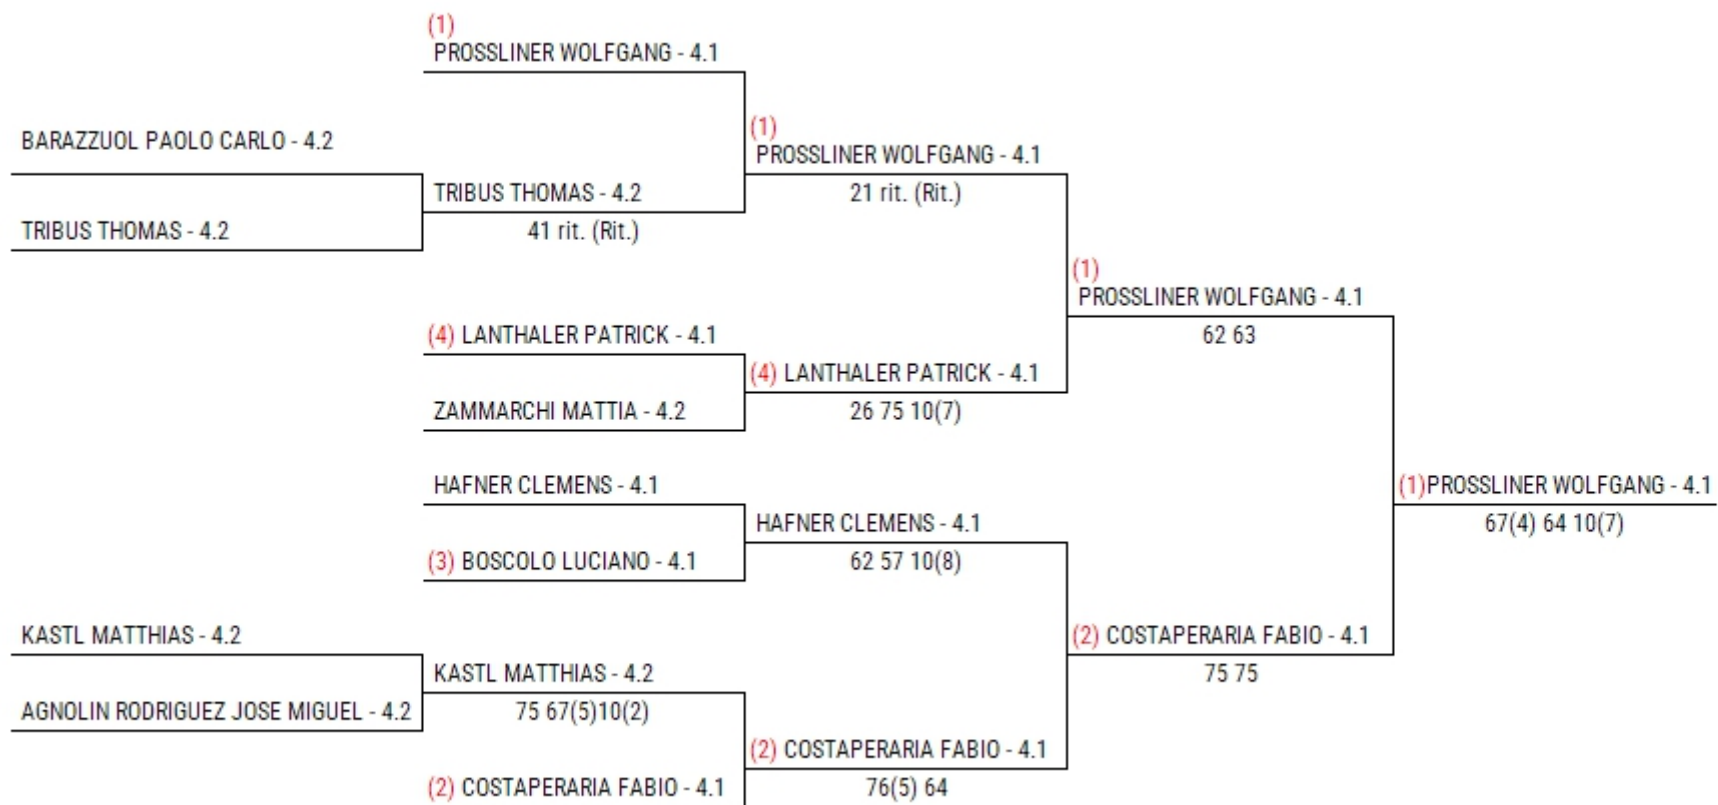 (1)
PROSSLINER WOLFGANG - 4.1
BARAZZUOL PAOLO CARLO - 4.2
(1)
PROSSLINER WOLFGANG - 4.1
TRIBUS THOMAS - 4.2
21 rit. (Rit.)
TRIBUS THOMAS - 4.2
41 rit. (Rit.)
(1)
PROSSLINER WOLFGANG - 4.1
(4) LANTHALER PATRICK - 4.1
62 63
(4) LANTHALER PATRICK - 4.1
ZAMMARCHI MATTIA - 4.2
26 75 10(7)
HAFNER CLEMENS - 4.1
(1)PROSSLINER WOLFGANG - 4.1
HAFNER CLEMENS - 4.1
67(4) 64 10(7)
(3) BOSCOLO LUCIANO - 4.1
62 57 10(8)
KASTL MATTHIAS - 4.2
(2) COSTAPERARIA FABIO - 4.1
KASTL MATTHIAS - 4.2
75 75
AGNOLIN RODRIGUEZ JOSE MIGUEL - 4.2
75 67(5)10(2)
(2) COSTAPERARIA FABIO - 4.1
(2) COSTAPERARIA FABIO - 4.1
76(5) 64